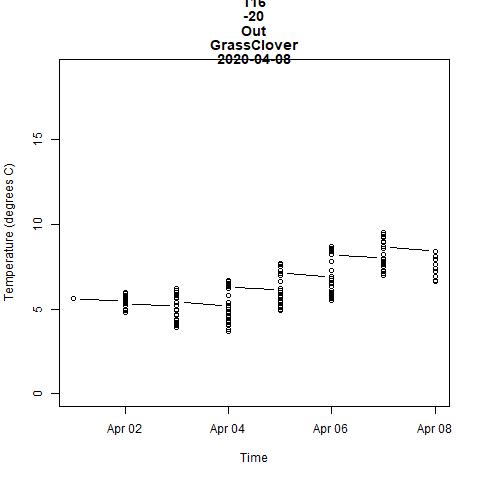 T16
-20
Out
GrassClover
2020-04-08
Temperature (degrees C)
15
10
5
0
Apr 02
Apr 04
Apr 06
Apr 08
Time